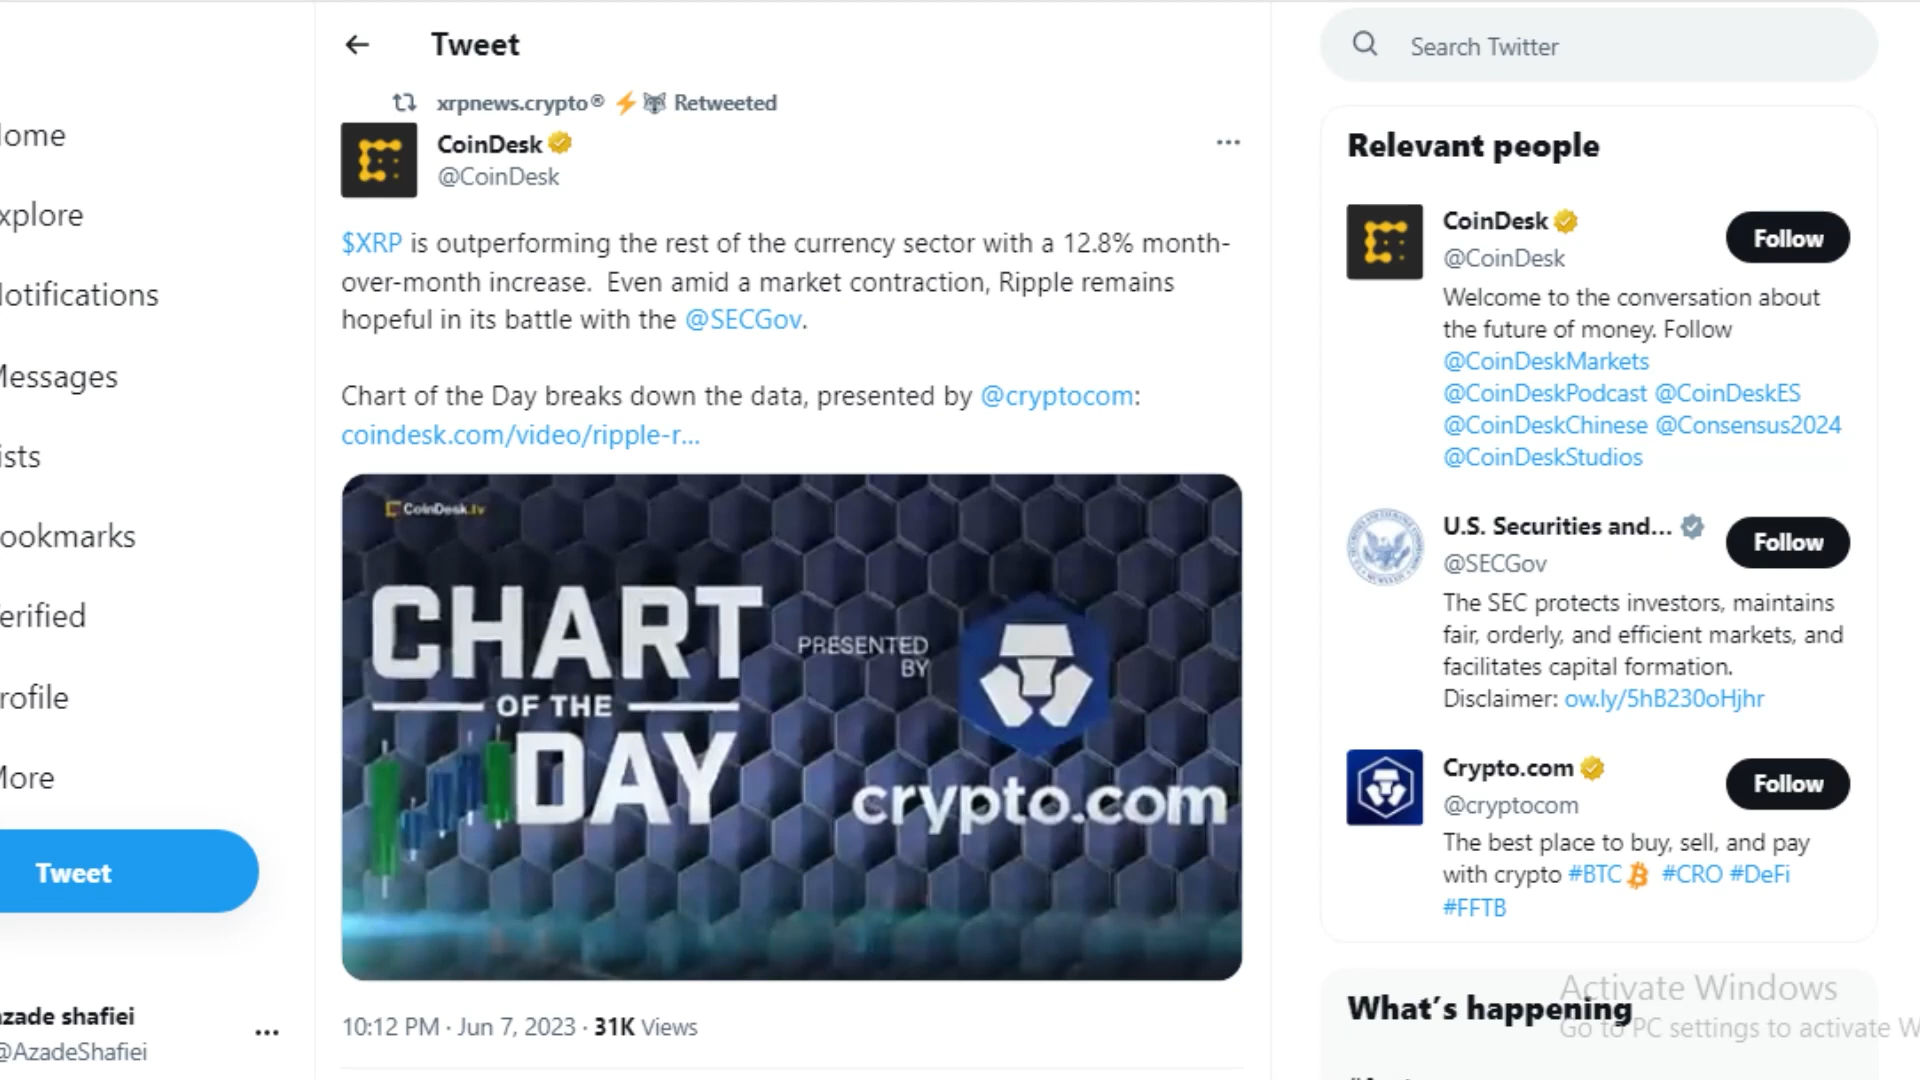 Tweet
xrpnews.crypto® ⚡🐺 Retweeted
CoinDesk
@CoinDesk
$XRP is outperforming the rest of the currency sector with a 12.8% month-
over-month increase.  Even amid a market contraction, Ripple remains
hopeful in its battle with the @SECGov.
Chart of the Day breaks down the data, presented by @cryptocom:
coindesk.com/video/ripple-r...
CoinDesk.tv
CHART
OF THE
DAY
PRESENTED
BY
crypto.com
10:12 PM · Jun 7, 2023 · 31K Views
ome
xplore
otifications
Messages
ists
ookmarks
erified
rofile
More
Tweet
azade shafiei
@AzadeShafiei
Search Twitter
Relevant people
CoinDesk
@CoinDesk
Follow
Welcome to the conversation about
the future of money. Follow
@CoinDeskMarkets
@CoinDeskPodcast @CoinDeskES
@CoinDeskChinese @Consensus2024
@CoinDeskStudios
U.S. Securities and...
@SECGov
Follow
The SEC protects investors, maintains
fair, orderly, and efficient markets, and
facilitates capital formation.
Disclaimer: ow.ly/5hB230oHjhr
Crypto.com
@cryptocom
Follow
The best place to buy, sell, and pay
with crypto #BTC #CRO #DeFi
#FFTB
What's happening
Activate Windows
Go to PC settings to activate W